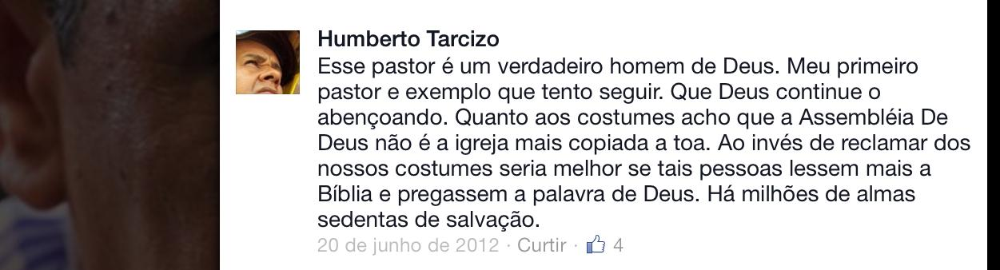 Humberto Tarcizo
Esse pastor é um verdadeiro homem de Deus. Meu primeiro
pastor e exemplo que tento seguir. Que Deus continue o
abençoando. Quanto aos costumes acho que a Assembléia De
Deus não é a igreja mais copiada a toa. Ao invés de reclamar dos
nossos costumes seria melhor se tais pessoas lessem mais a
Bíblia e pregassem a palavra de Deus. Há milhões de almas
sedentas de salvação.
20 de junho de 2012 · Curtir · 4